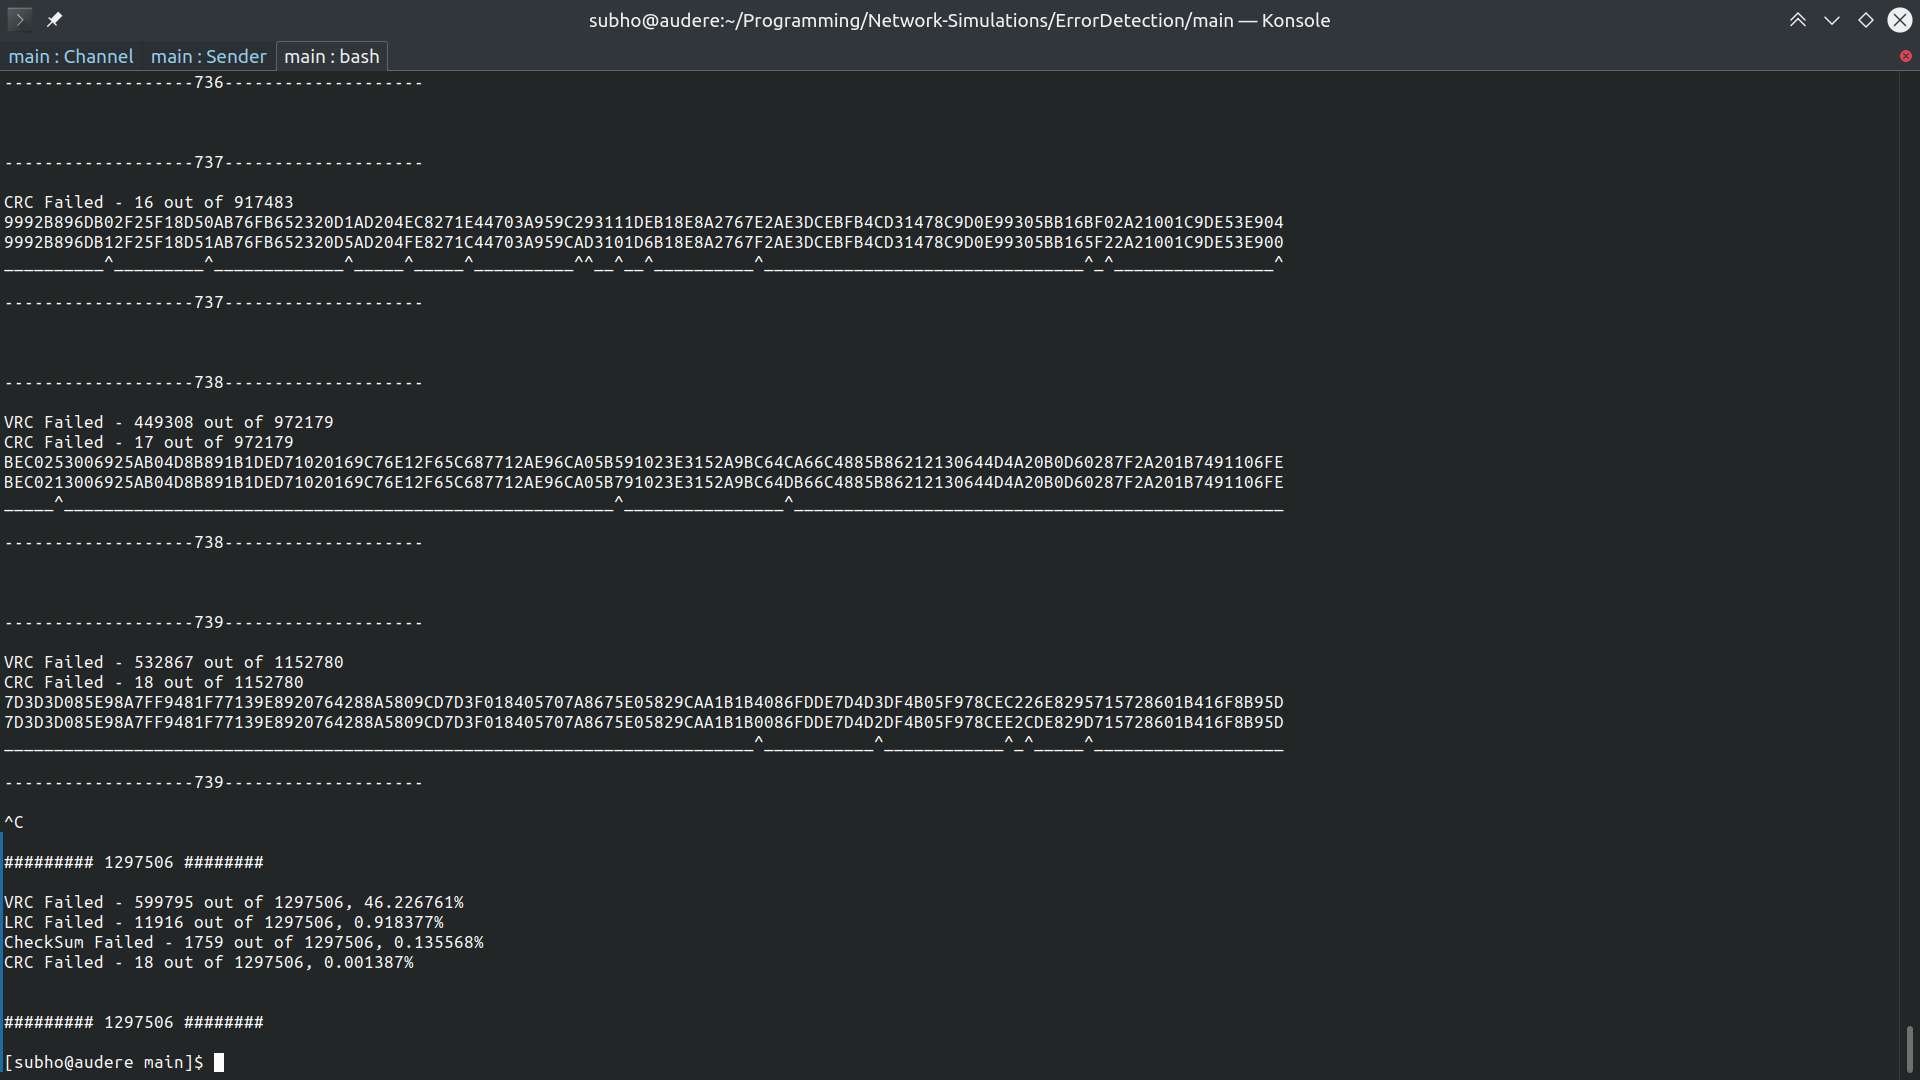 subho@audere:~/Programming/Network-Simulations/ErrorDetection/main — Konsole
main : Channel main : Sender main : bash
-------------------736--------------------
-------------------737--------------------
CRC Failed - 16 out of 917483
9992B896DB02F25F18D50AB76FB652320D1AD204EC8271E44703A959C293111DEB18E8A2767E2AE3DCEBFB4CD31478C9D0E99305BB16BF02A21001C9DE53E904
9992B896DB12F25F18D51AB76FB652320D5AD204FE8271C44703A959CAD3101D6B18E8A2767F2AE3DCEBFB4CD31478C9D0E99305BB165F22A21001C9DE53E900
__________^_________^_____________^_____^_____^__________^^__^__^__________^________________________________^_^________________^
-------------------737--------------------
-------------------738--------------------
VRC Failed - 449308 out of 972179
CRC Failed - 17 out of 972179
BEC0253006925AB04D8B891B1DED71020169C76E12F65C687712AE96CA05B591023E3152A9BC64CA66C4885B86212130644D4A20B0D60287F2A201B7491106FE
BEC0213006925AB04D8B891B1DED71020169C76E12F65C687712AE96CA05B791023E3152A9BC64DB66C4885B86212130644D4A20B0D60287F2A201B7491106FE
_____^_______________________________________________________^________________^_________________________________________________
-------------------738--------------------
-------------------739--------------------
VRC Failed - 532867 out of 1152780
CRC Failed - 18 out of 1152780
7D3D3D085E98A7FF9481F77139E8920764288A5809CD7D3F018405707A8675E05829CAA1B1B4086FDDE7D4D3DF4B05F978CEC226E8295715728601B416F8B95D
7D3D3D085E98A7FF9481F77139E8920764288A5809CD7D3F018405707A8675E05829CAA1B1B0086FDDE7D4D2DF4B05F978CEE2CDE829D715728601B416F8B95D
___________________________________________________________________________^___________^____________^_^_____^___________________
-------------------739--------------------
^C
######### 1297506 ########
VRC Failed - 599795 out of 1297506, 46.226761%
LRC Failed - 11916 out of 1297506, 0.918377%
CheckSum Failed - 1759 out of 1297506, 0.135568%
CRC Failed - 18 out of 1297506, 0.001387%
######### 1297506 ########
[subho@audere main]$